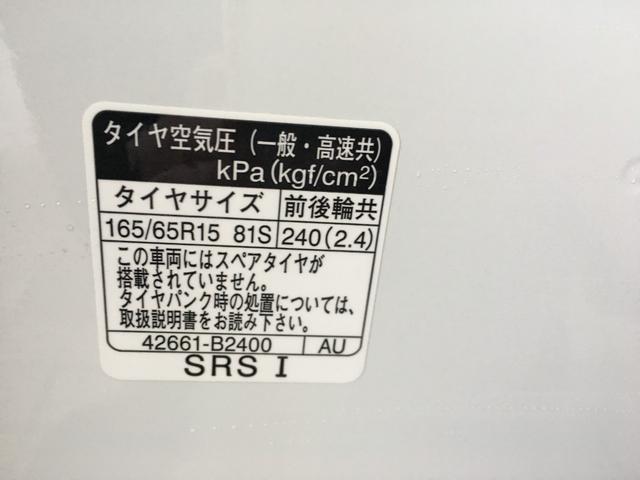 タイヤ空気圧(一般・高速共)
kPa(kgf/cm²)
タイヤサイズ 前後輪共
165/65R15 81S 240(2.4)
この車両にはスペアタイヤが
搭載されていません。
タイヤパンク時の処置については、
取扱説明書をお読み下さい。
42661-B2400 AU
SRS I